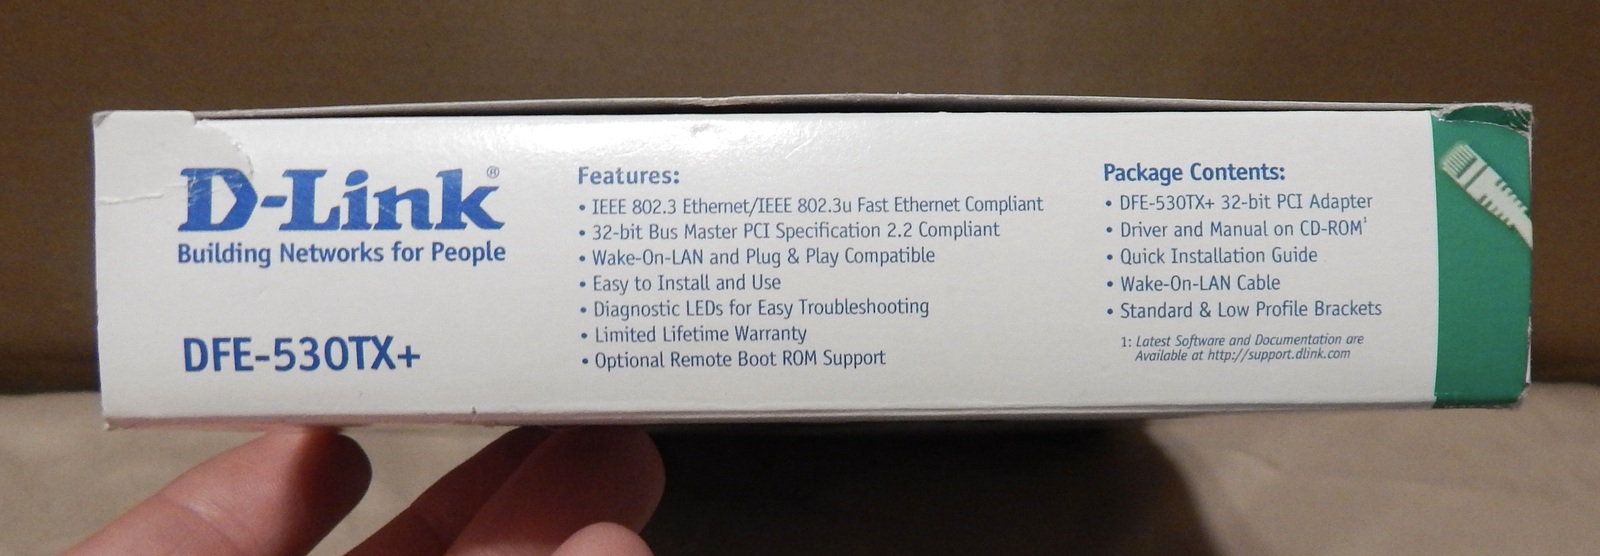 D-Link®
Building Networks for People
DFE-530TX+
Features:
• IEEE 802.3 Ethernet/IEEE 802.3u Fast Ethernet Compliant
• 32-bit Bus Master PCI Specification 2.2 Compliant
• Wake-On-LAN and Plug & Play Compatible
• Easy to Install and Use
• Diagnostic LEDs for Easy Troubleshooting
• Limited Lifetime Warranty
• Optional Remote Boot ROM Support
Package Contents:
• DFE-530TX+ 32-bit PCI Adapter
• Driver and Manual on CD-ROM¹
• Quick Installation Guide
• Wake-On-LAN Cable
• Standard & Low Profile Brackets
1: Latest Software and Documentation are
Available at http://support.dlink.com